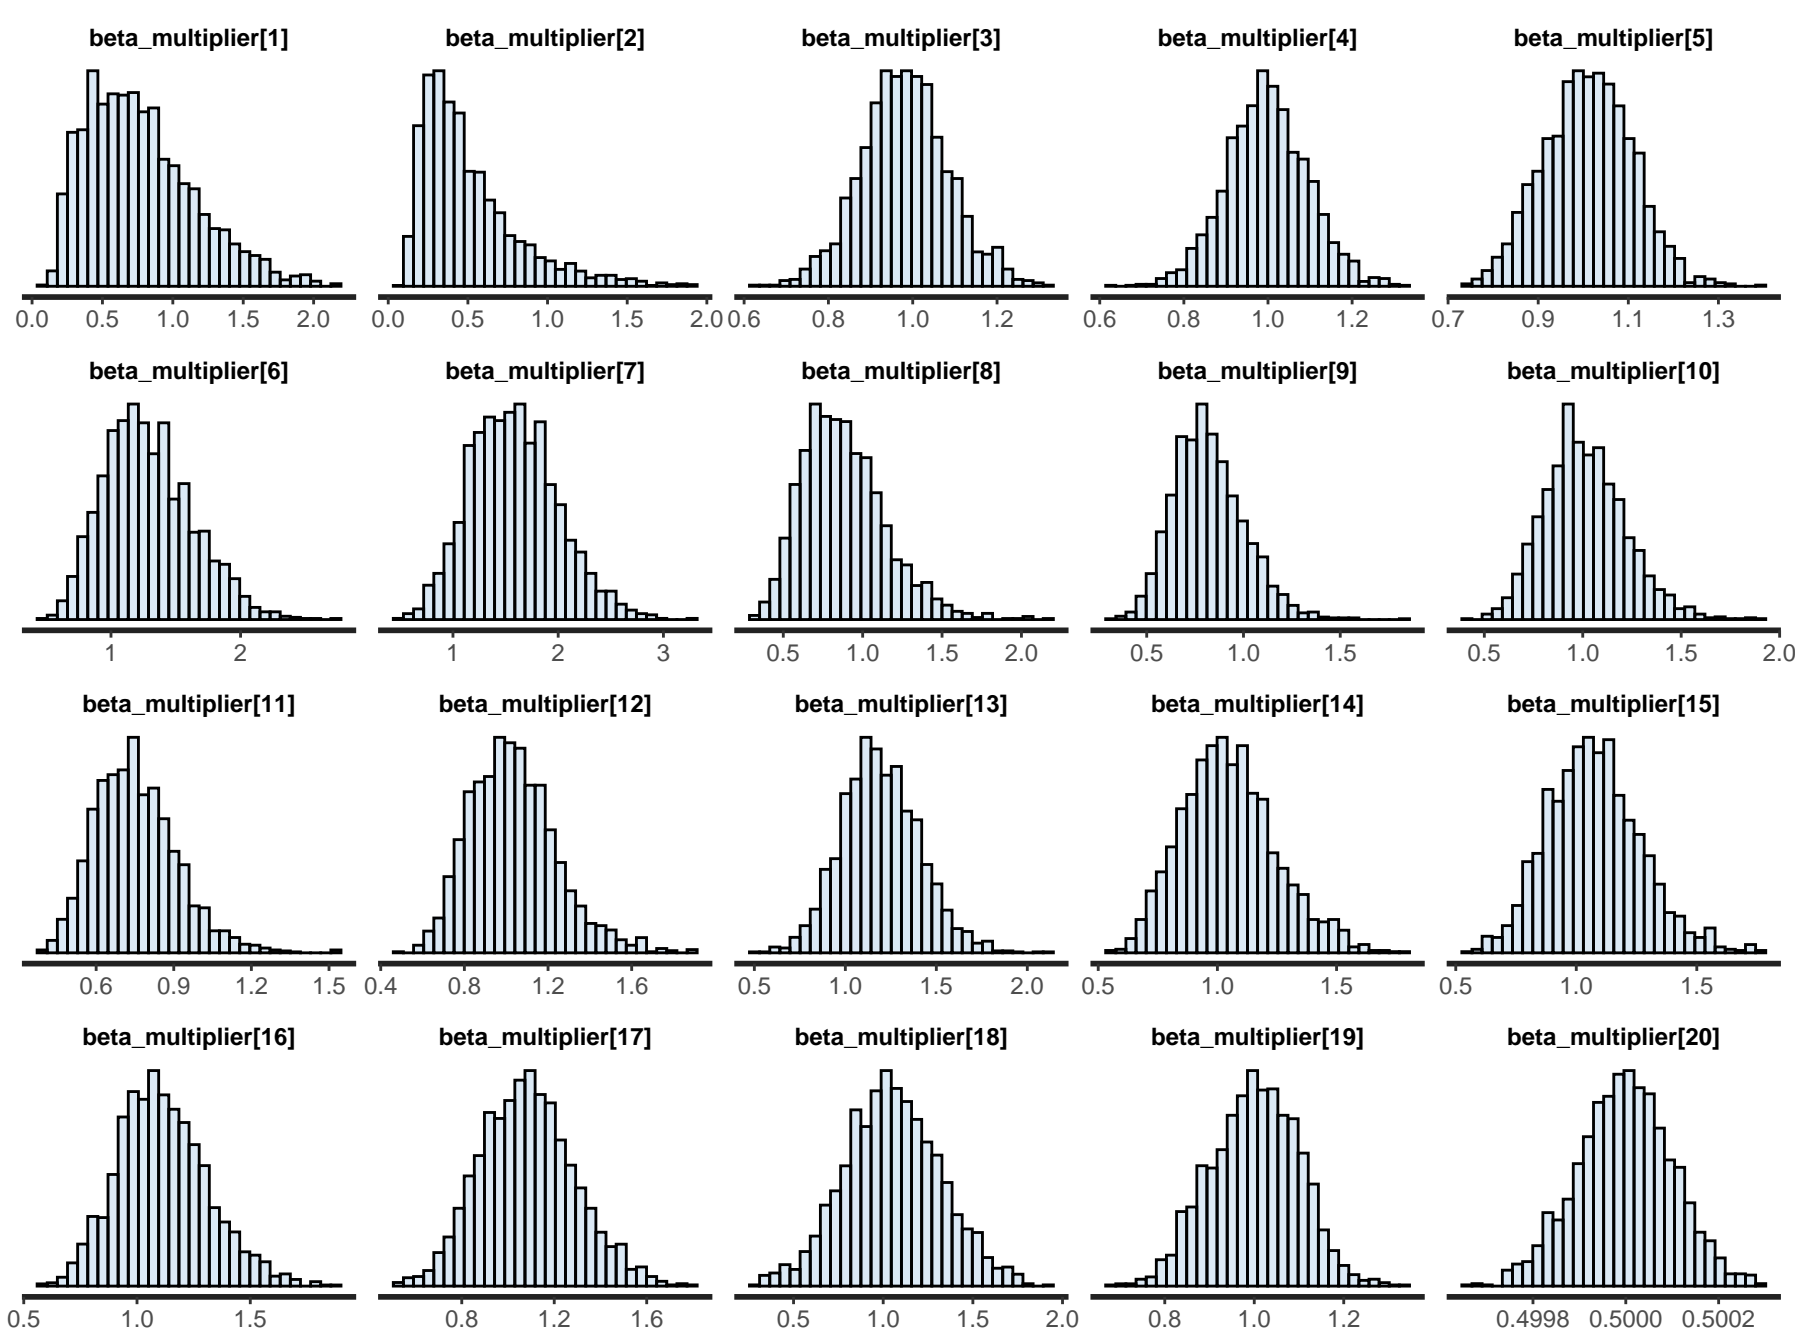 beta_multiplier[1] beta_multiplier[2] beta_multiplier[3] beta_multiplier[4] beta_multiplier[5]
0.0 0.5 1.0 1.5 2.0 0.0 0.5 1.0 1.5 2.0 0.6 0.8 1.0 1.2 0.6 0.8 1.0 1.2 0.7 0.9 1.1 1.3
beta_multiplier[6] beta_multiplier[7] beta_multiplier[8] beta_multiplier[9] beta_multiplier[10]
1 2 1 2 3 0.5 1.0 1.5 2.0 0.5 1.0 1.5 0.5 1.0 1.5 2.0
beta_multiplier[11] beta_multiplier[12] beta_multiplier[13] beta_multiplier[14] beta_multiplier[15]
0.6 0.9 1.2 1.5 0.4 0.8 1.2 1.6 0.5 1.0 1.5 2.0 0.5 1.0 1.5 0.5 1.0 1.5
beta_multiplier[16] beta_multiplier[17] beta_multiplier[18] beta_multiplier[19] beta_multiplier[20]
0.5 1.0 1.5 0.8 1.2 1.6 0.5 1.0 1.5 2.0 0.8 1.0 1.2 0.4998 0.5000 0.5002